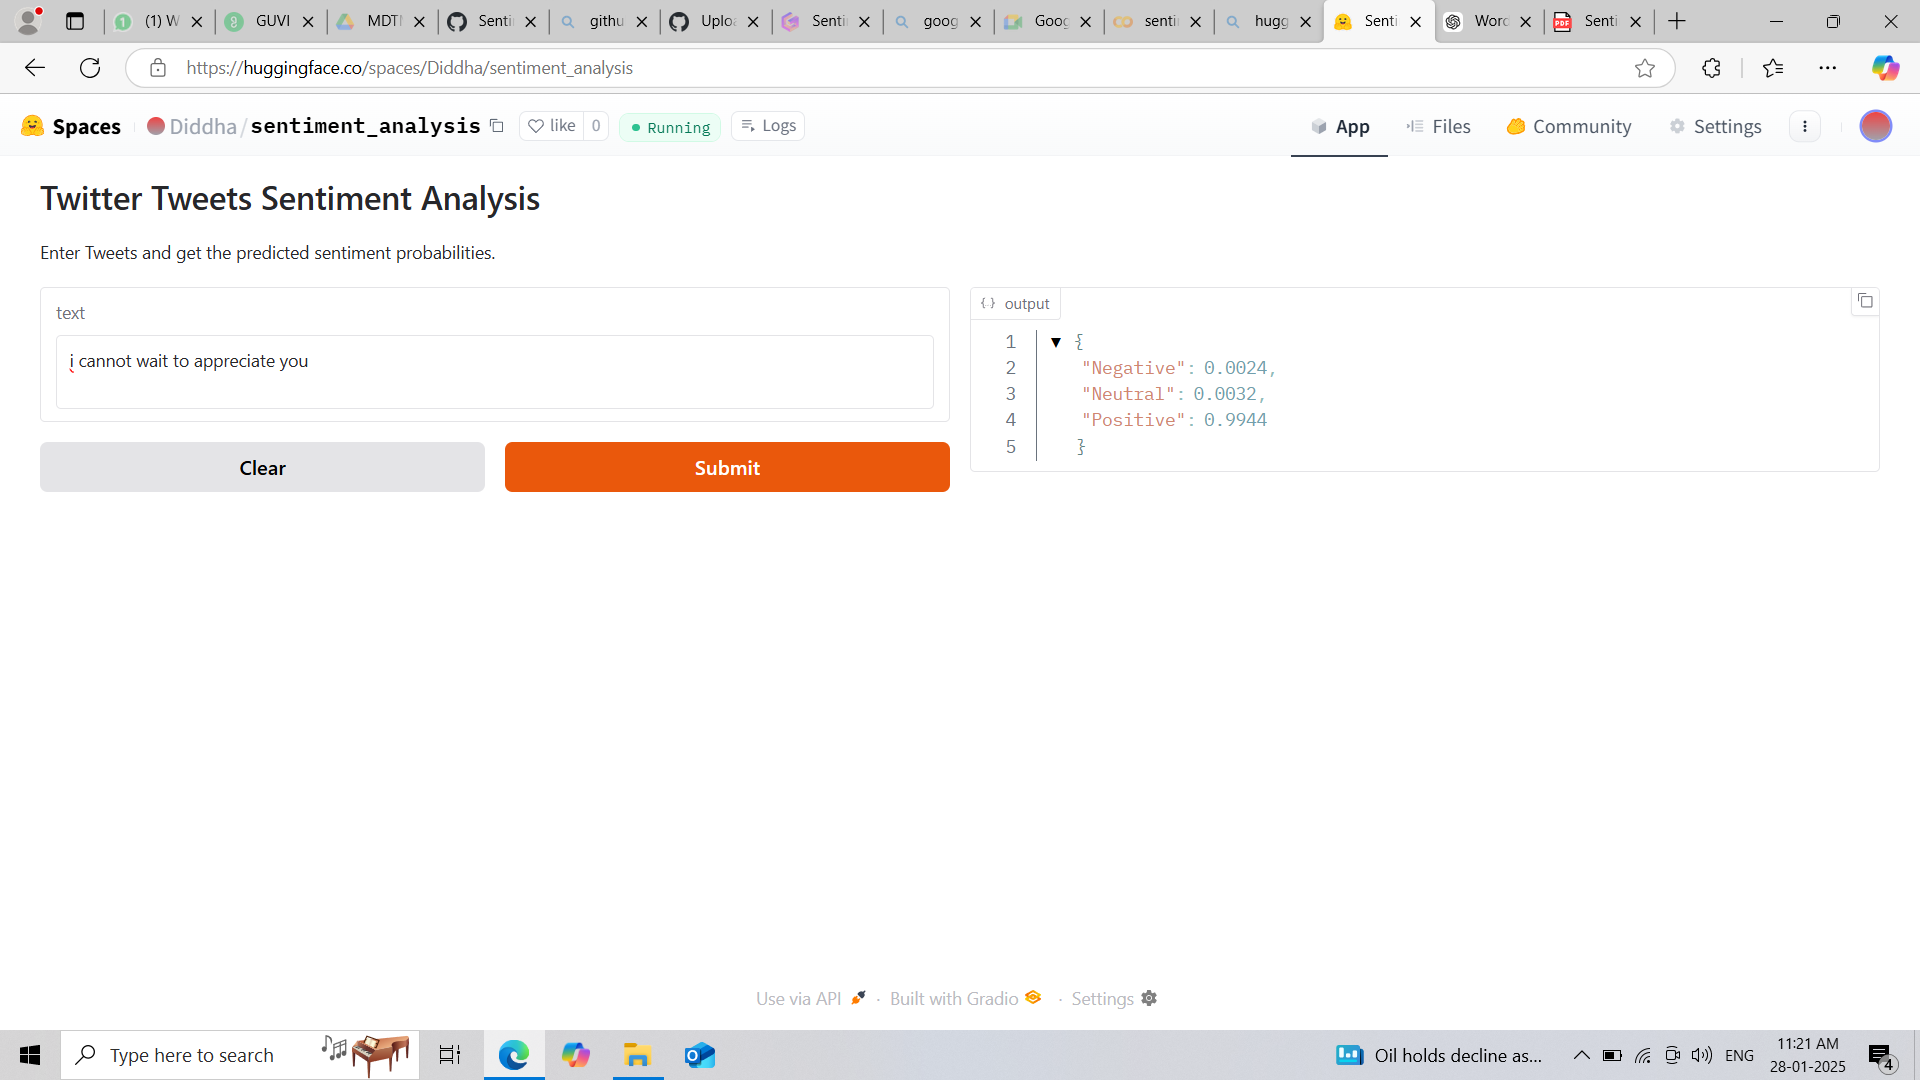 (1) W
GUVI
MDTI
Senti
githu
Uploa
Sentir
goog
Goog
sentir
hugg
Senti
Word
Senti
https://huggingface.co/spaces/Diddha/sentiment_analysis
Spaces
Diddha/sentiment_analysis
like 0
Running
Logs
App
Files
Community
Settings
Twitter Tweets Sentiment Analysis
Enter Tweets and get the predicted sentiment probabilities.
text
i cannot wait to appreciate you
Clear
Submit
{..} output
1 ▼ {
2 "Negative": 0.0024,
3 "Neutral": 0.0032,
4 "Positive": 0.9944
5 }
Use via API · Built with Gradio · Settings
Type here to search
Oil holds decline as...
ENG
11:21 AM
28-01-2025
4